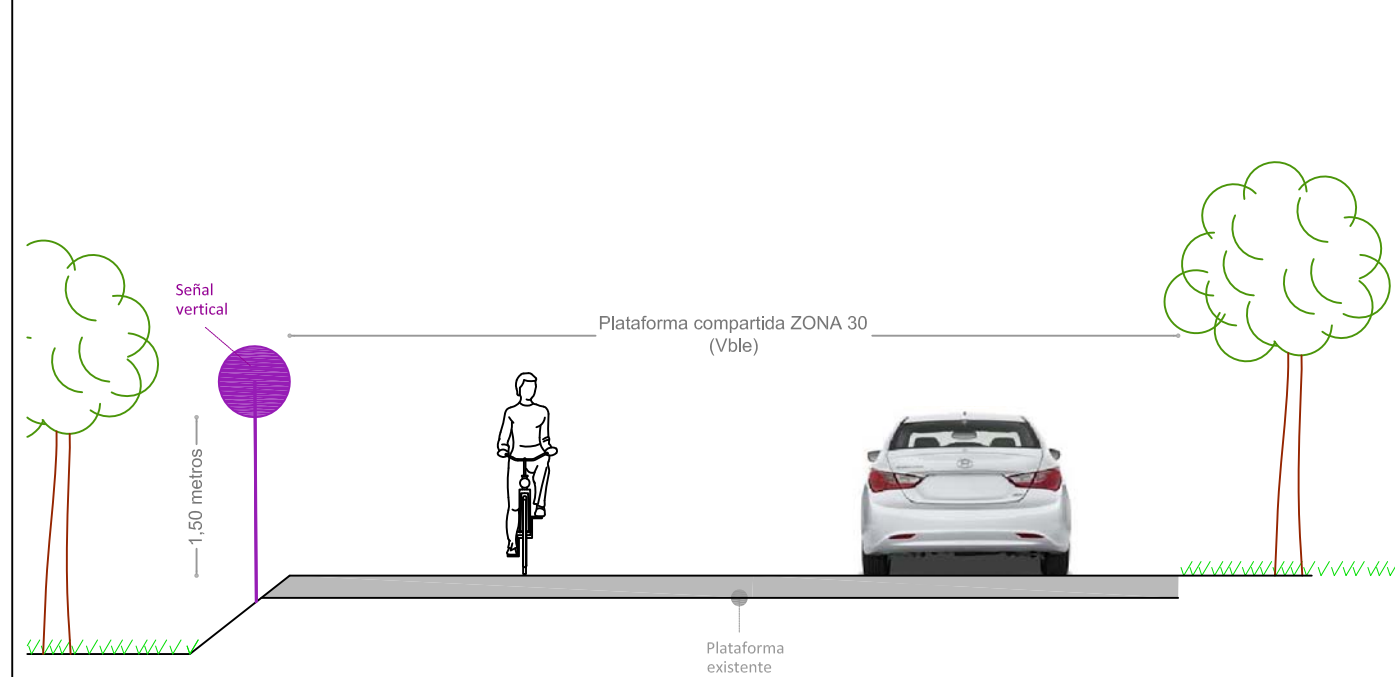 Señal
vertical
Plataforma compartida ZONA 30
(Vble)
1,50 metros
Plataforma
existente